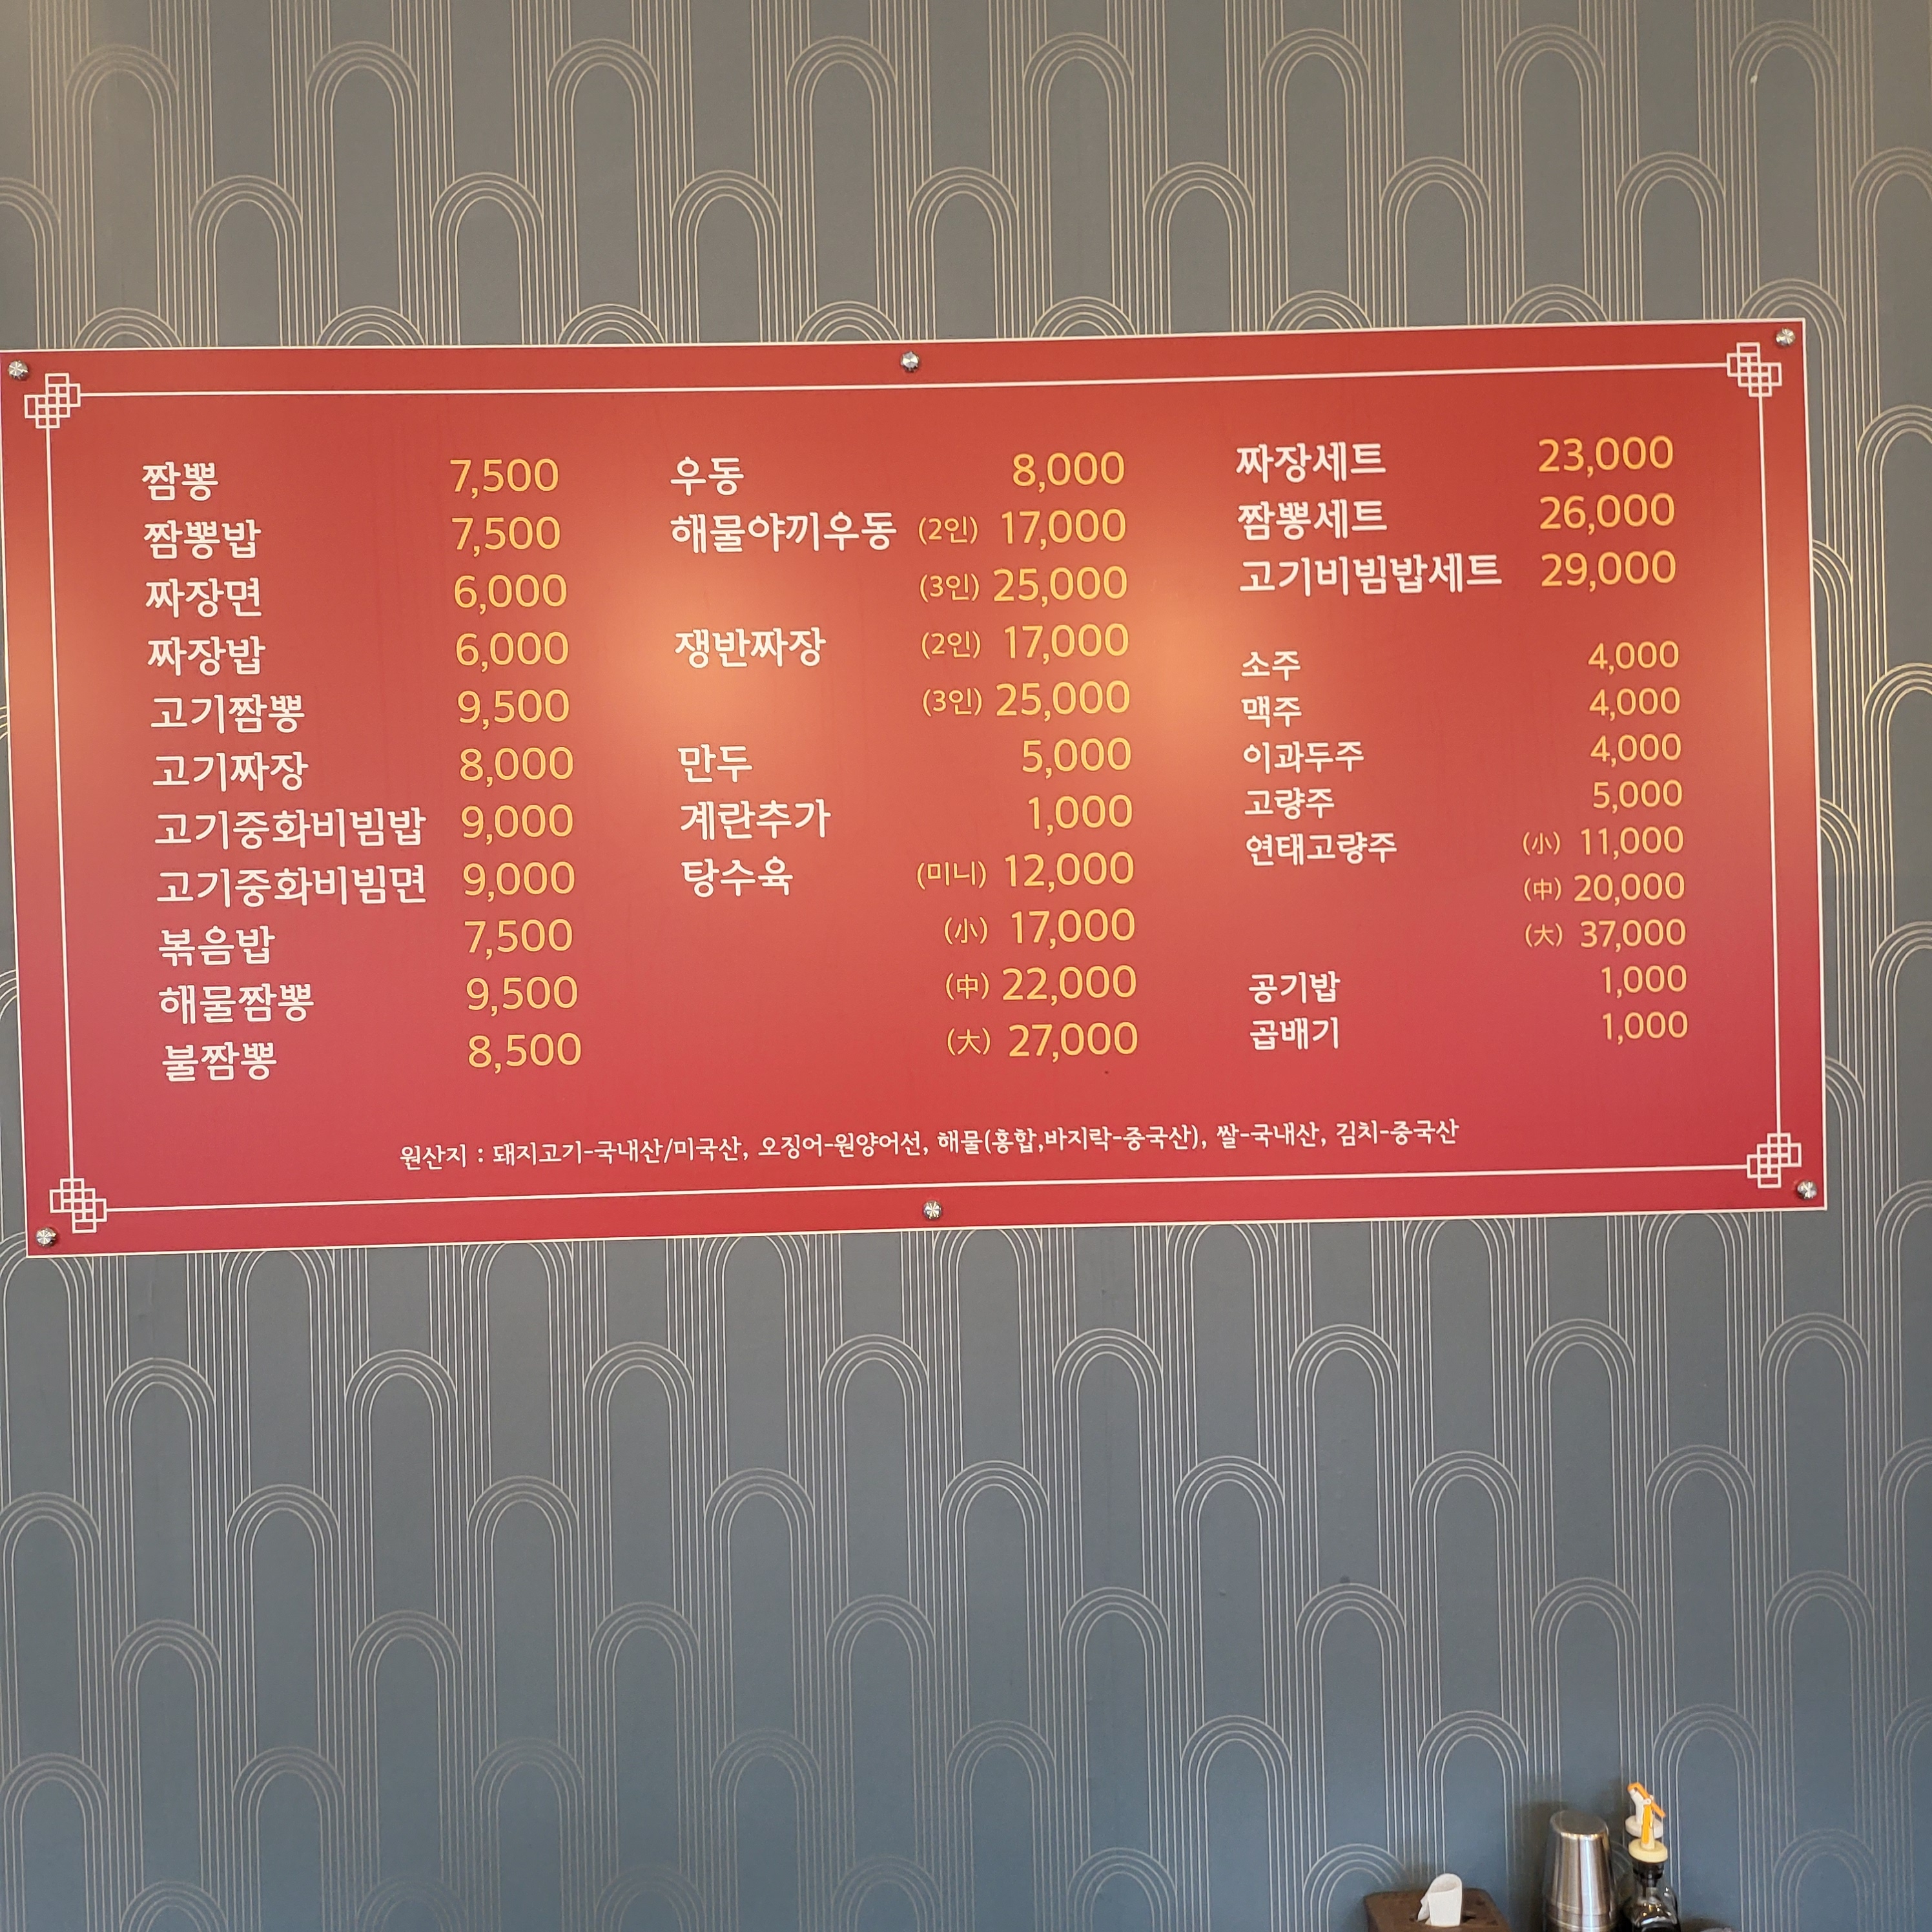 짬뽕 7,500
짬뽕밥 7,500
짜장면 6,000
짜장밥 6,000
고기짬뽕 9,500
고기짜장 8,000
고기중화비빔밥 9,000
고기중화비빔면 9,000
볶음밥 7,500
해물짬뽕 9,500
불짬뽕 8,500
우동 8,000
해물야끼우동 (2인) 17,000
(3인) 25,000
쟁반짜장 (2인) 17,000
(3인) 25,000
만두 5,000
계란추가 1,000
탕수육 (미니) 12,000
(小) 17,000
(中) 22,000
(大) 27,000
짜장세트 23,000
짬뽕세트 26,000
고기비빔밥세트 29,000
소주 4,000
맥주 4,000
이과두주 4,000
고량주 5,000
연태고량주 (小) 11,000
(中) 20,000
(大) 37,000
공기밥 1,000
곱배기 1,000
원산지 : 돼지고기-국내산/미국산, 오징어-원양어선, 해물(홍합,바지락-중국산), 쌀-국내산, 김치-중국산